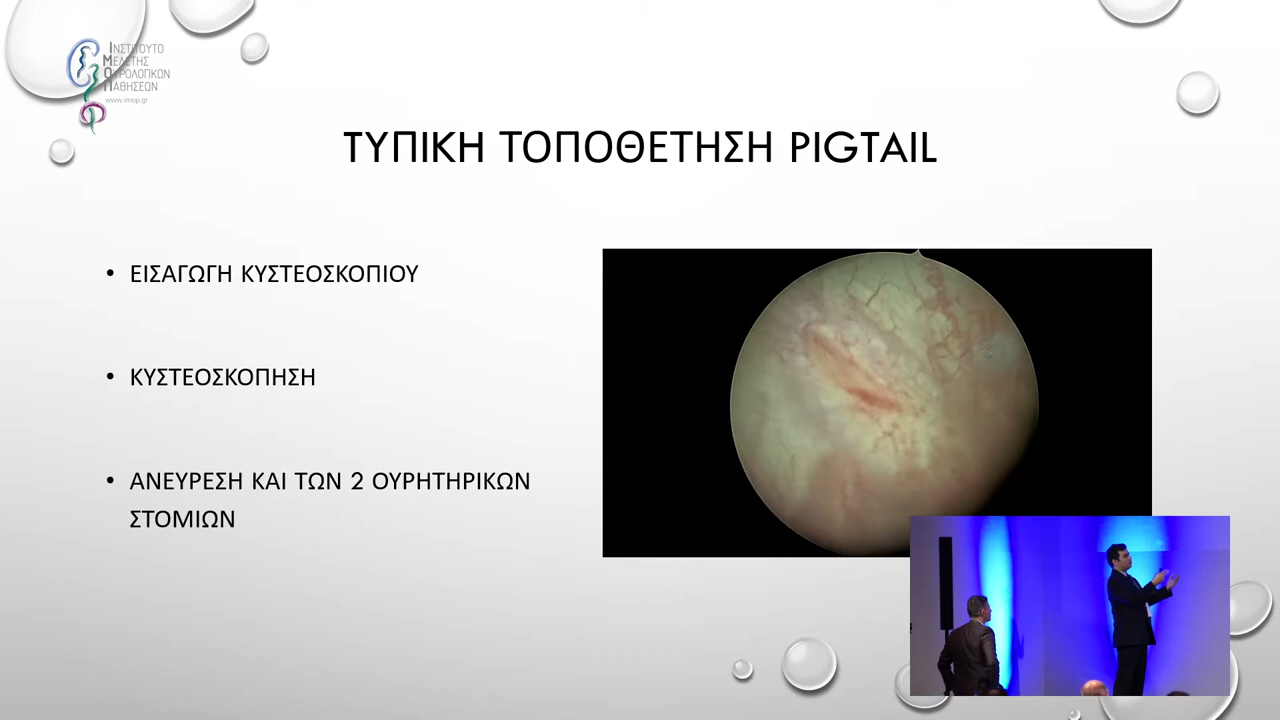 ΙΝΣΤΙΤΟΥΤΟ
ΜΕΛΕΤΗΣ
ΟΥΡΟΛΟΓΙΚΩΝ
ΠΑΘΗΣΕΩΝ
www.imop.gr
ΤΥΠΙΚΗ ΤΟΠΟΘΕΤΗΣΗ PIGTAIL
• ΕΙΣΑΓΩΓΗ ΚΥΣΤΕΟΣΚΟΠΙΟΥ
• ΚΥΣΤΕΟΣΚΟΠΗΣΗ
• ΑΝΕΥΡΕΣΗ ΚΑΙ ΤΩΝ 2 ΟΥΡΗΤΗΡΙΚΩΝ
ΣΤΟΜΙΩΝ